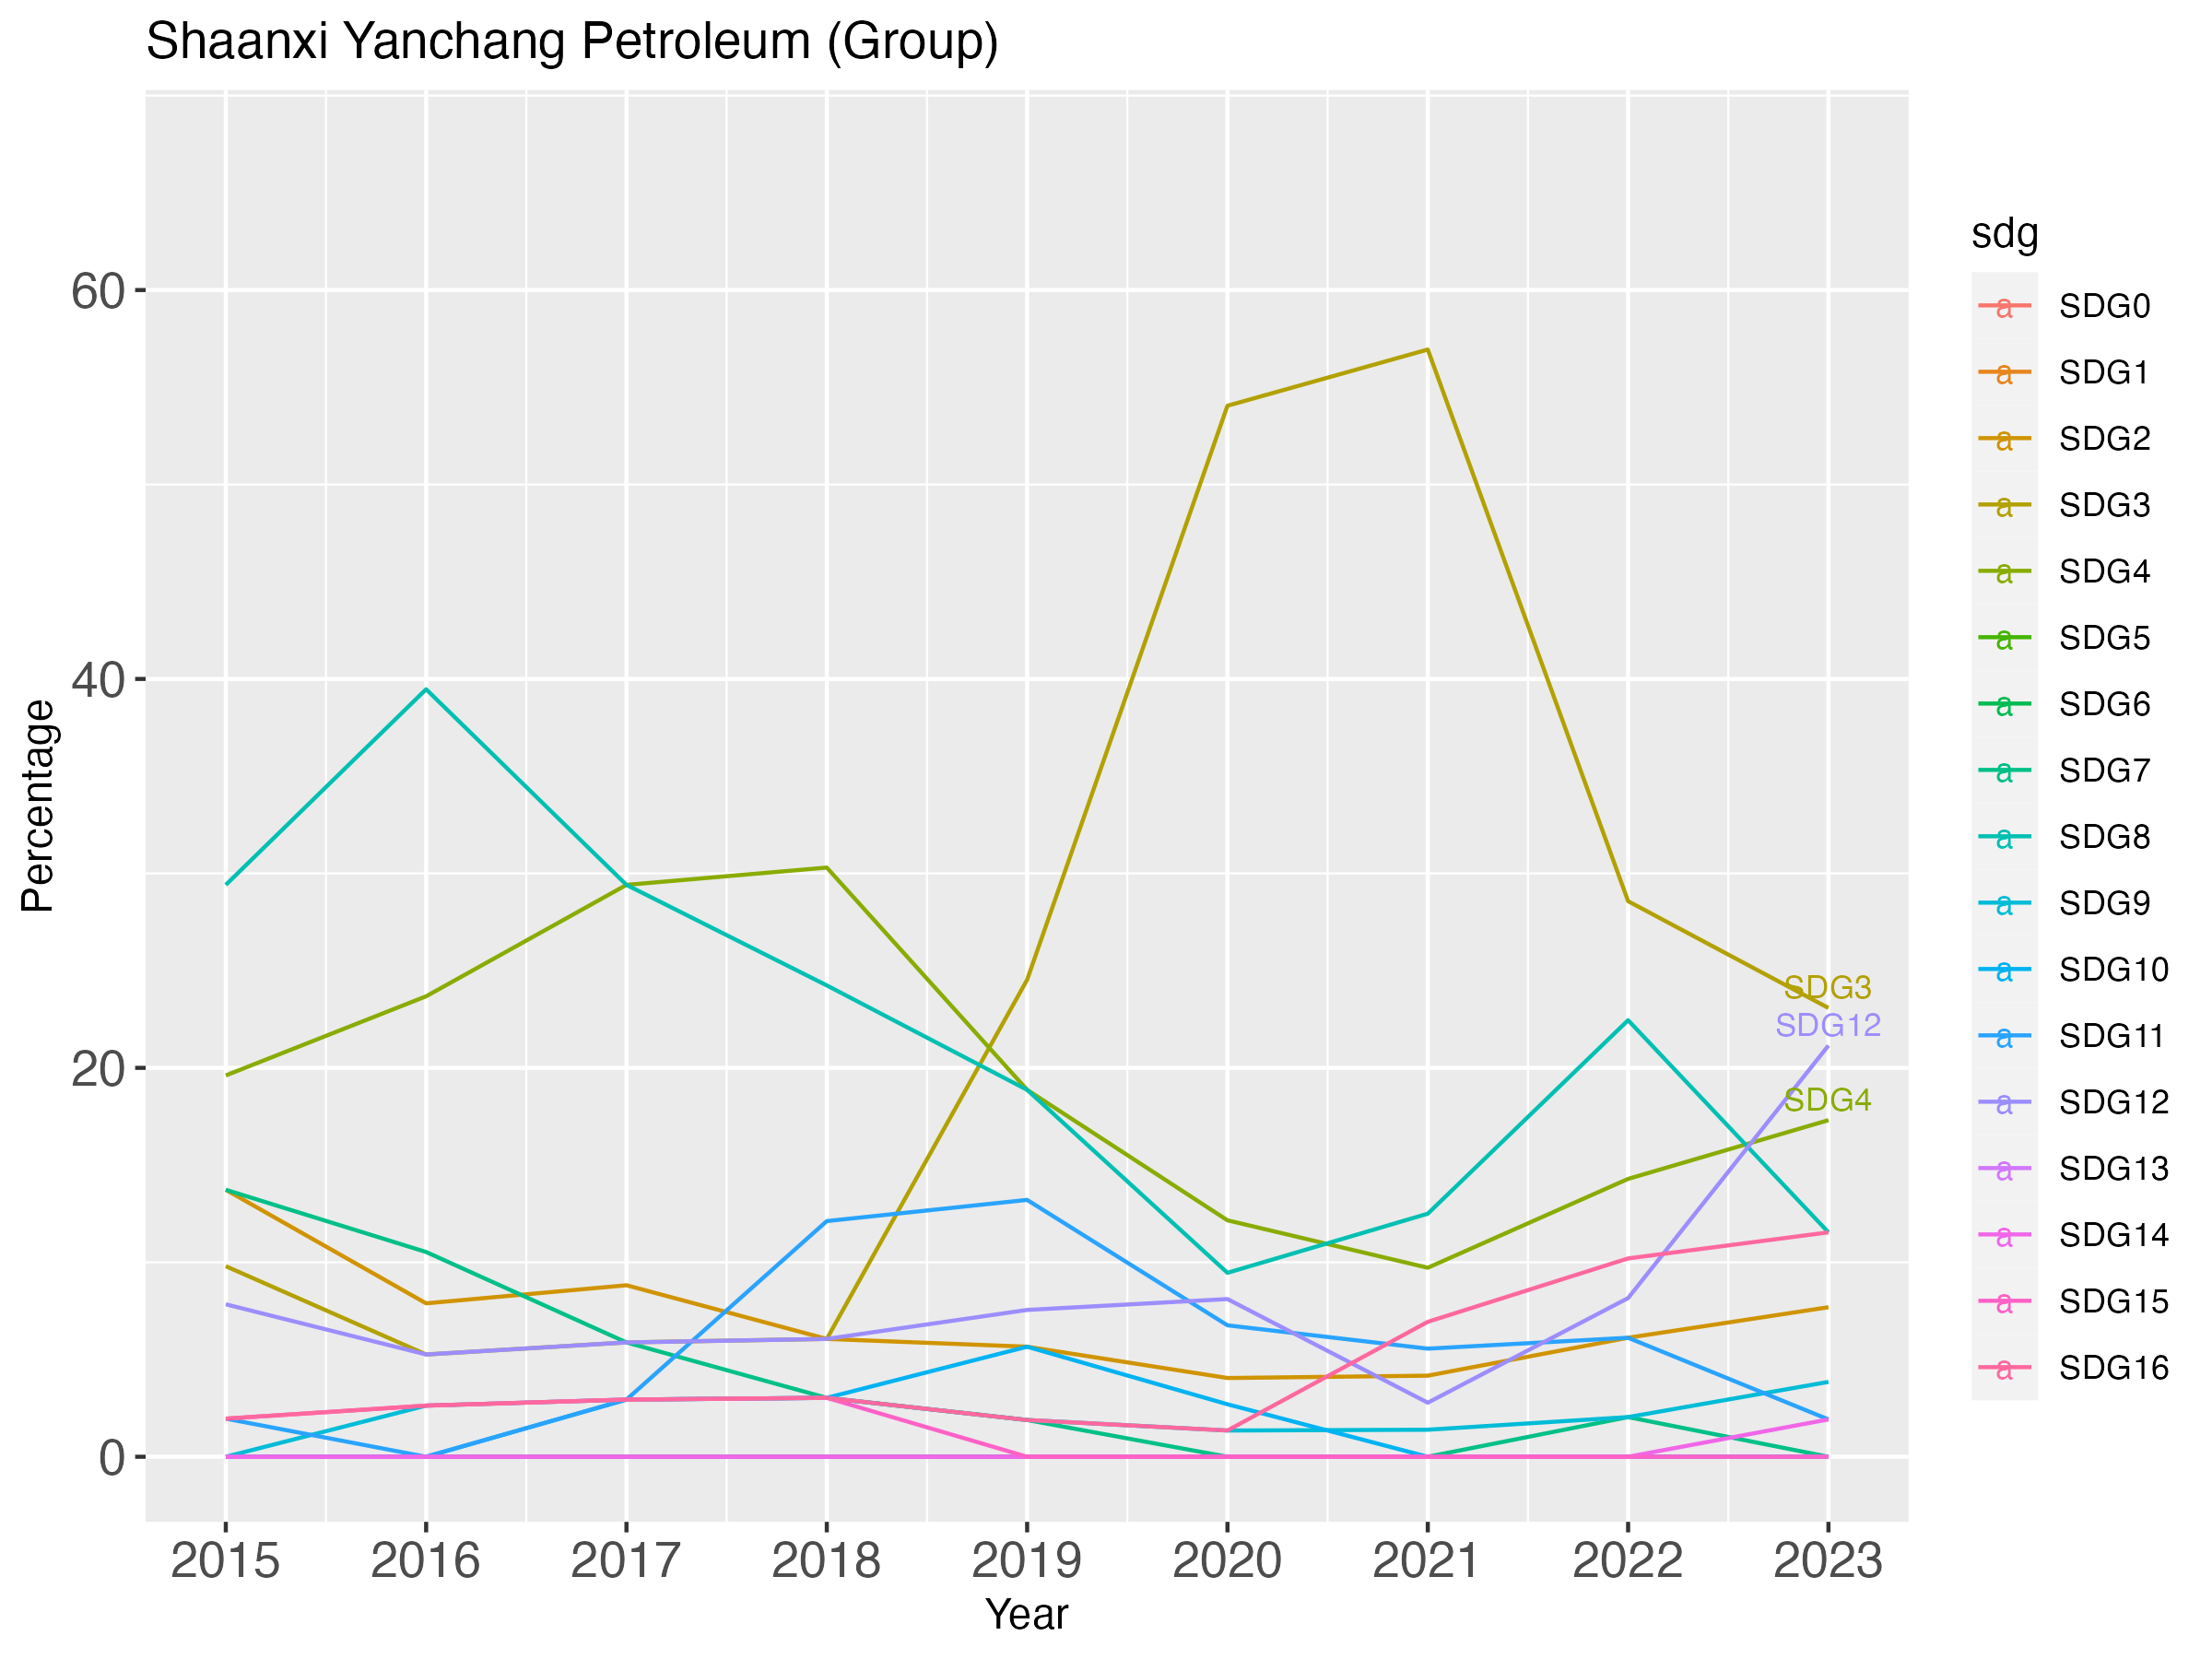 Shaanxi Yanchang Petroleum (Group)
60
40
20
0
Percentage
SDG3
SDG12
SDG4
2015 2016 2017 2018 2019 2020 2021 2022 2023
Year
sdg
a SDG0
a SDG1
a SDG2
a SDG3
a SDG4
a SDG5
a SDG6
a SDG7
a SDG8
a SDG9
a SDG10
a SDG11
a SDG12
a SDG13
a SDG14
a SDG15
a SDG16